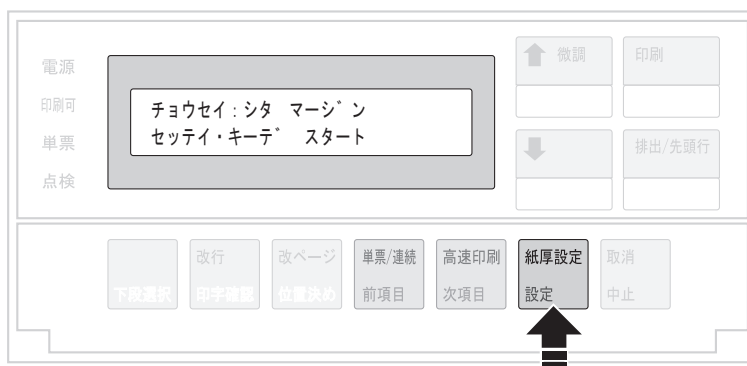 電源
印刷可
単票
点検
チョウセイ:シタ マージ゛ン
セッテイ・キーデ゛ スタート
微調
印刷
排出/先頭行
改行
改ページ
単票/連続
高速印刷
紙厚設定
取消
下段選択
印字確認
位置決め
前項目
次項目
設定
中止